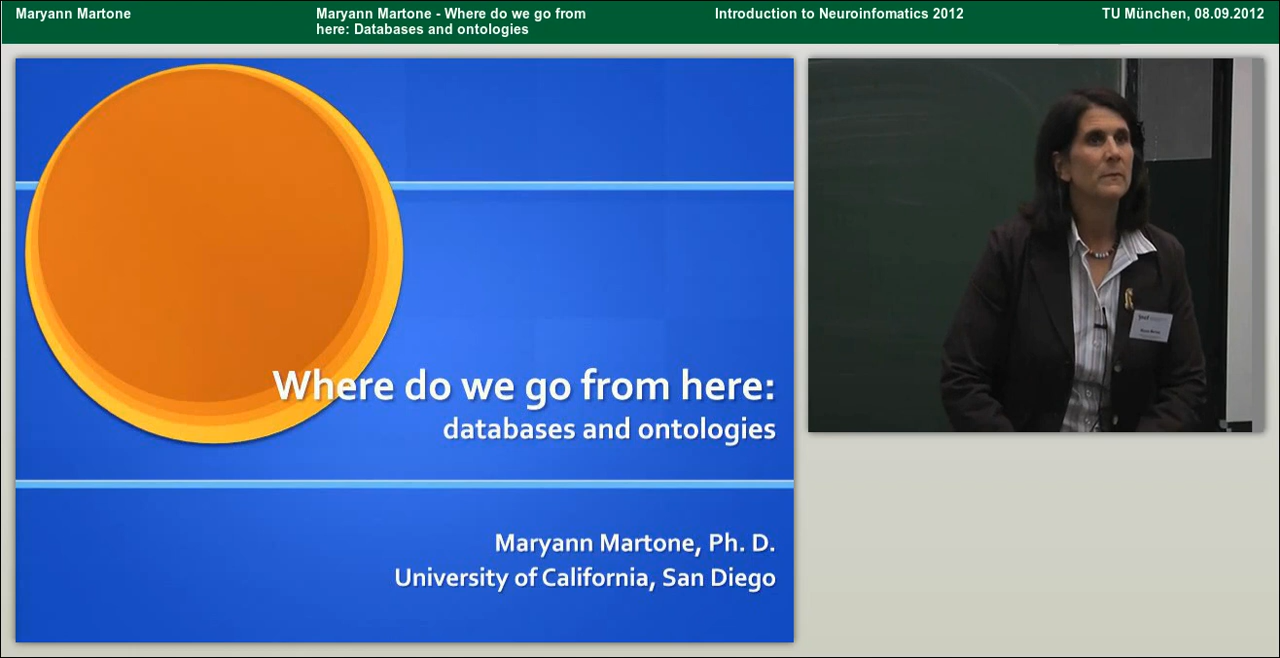 Maryann Martone
Maryann Martone - Where do we go from
here: Databases and ontologies
Introduction to Neuroinfomatics 2012
TU München, 08.09.2012
Where do we go from here:
databases and ontologies
Maryann Martone, Ph. D.
University of California, San Diego